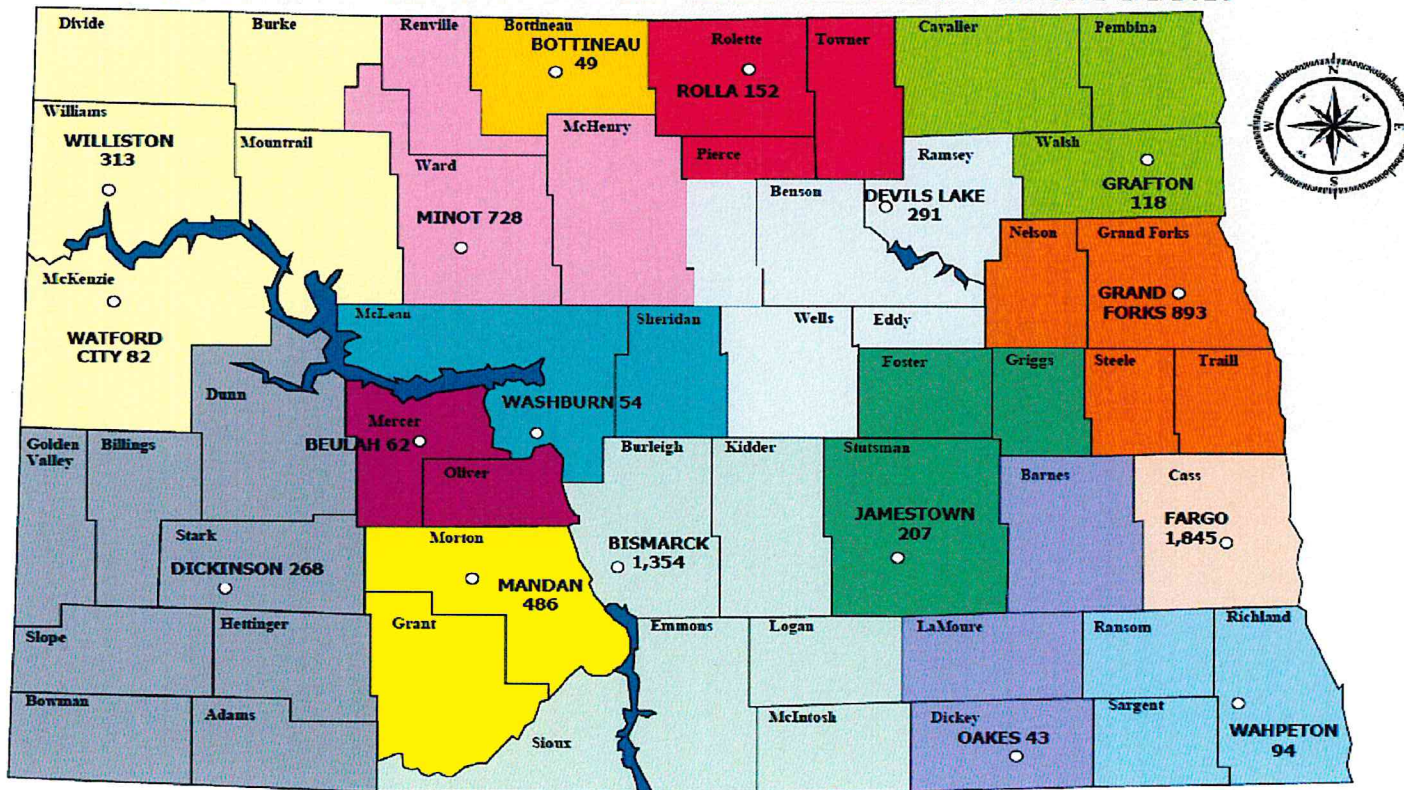 Divide
Burke
Renville
Bottineau
BOTTINEAU
49
Rolette
Towner
ROLLA 152
Cavalier
Pembina
Williams
WILLISTON
313
Mountrail
McHenry
Ward
MINOT 728
Pierce
Benson
Ramsey
DEVILS LAKE
291
Walsh
GRAFTON
118
N
E
S
W
McKenzie
WATFORD
CITY 82
Nelson
Grand Forks
GRAND
FORKS 893
McLean
Sheridan
Wells
Eddy
Foster
Griggs
Steele
Traill
Dunn
Mercer
BEULAH 62
WASHBURN 54
Oliver
Golden
Valley
Billings
Burleigh
Kidder
Stutsman
JAMESTOWN
207
Barnes
Cass
FARGO
1,845
Stark
DICKINSON 268
Morton
MANDAN
486
BISMARCK
1,354
Slope
Hettinger
Grant
Emmons
Logan
LaMoure
Ransom
Richland
Bowman
Adams
Sioux
McIntosh
Dickey
OAKES 43
Sargent
WAHPETON
94